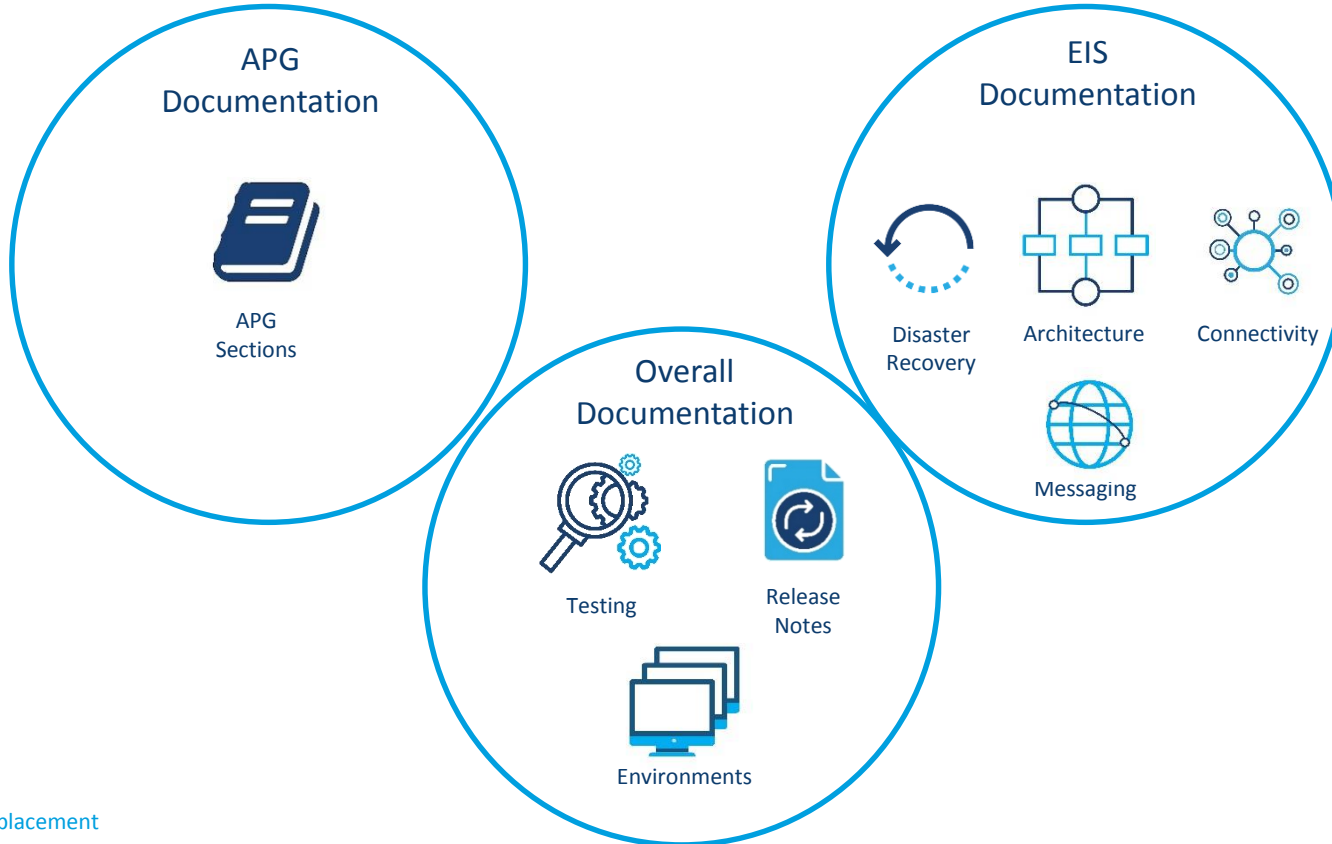 APG
Documentation
APG
Sections
EIS
Documentation
Disaster
Recovery
Architecture
Connectivity
Messaging
Overall
Documentation
Testing
Release
Notes
Environments
placement